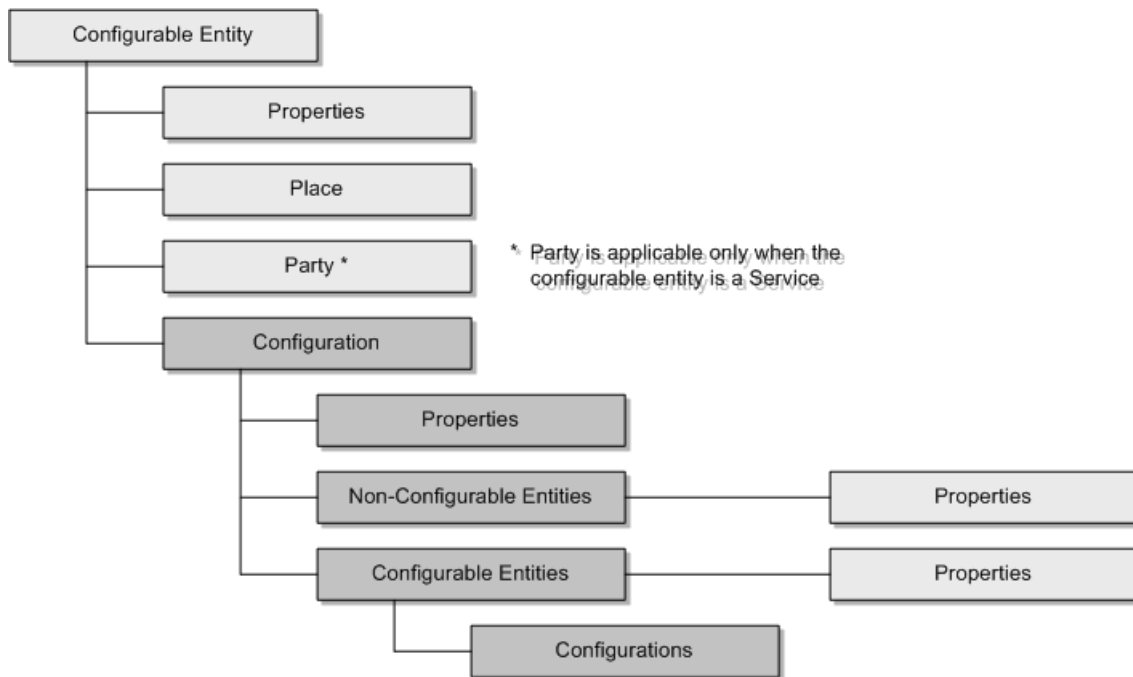 Configurable Entity
Properties
Place
Party *
* Party is applicable only when the
configurable entity is a Service
Configuration
Properties
Non-Configurable Entities
Properties
Configurable Entities
Properties
Configurations